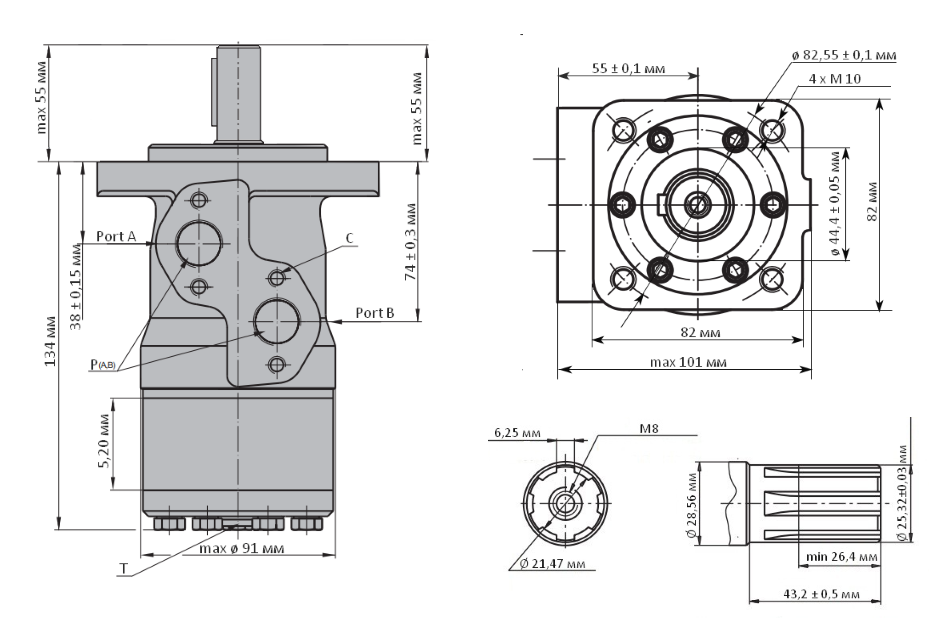 max 55 мм
max 55 мм
Port A
38 ± 0,15 мм
C
74 ± 0,3 мм
Port B
134 мм
P(A,B)
5,20 мм
max ø 91 мм
T
55 ± 0,1 мм
ø 82,55 ± 0,1 мм
4 x M 10
ø 44,4 ± 0,05 мм
82 мм
82 мм
max 101 мм
6,25 мм
M8
Ø 21,47 мм
Ø 28.56 мм
Ø 25,32±0,03 мм
min 26,4 мм
43,2 ± 0,5 мм